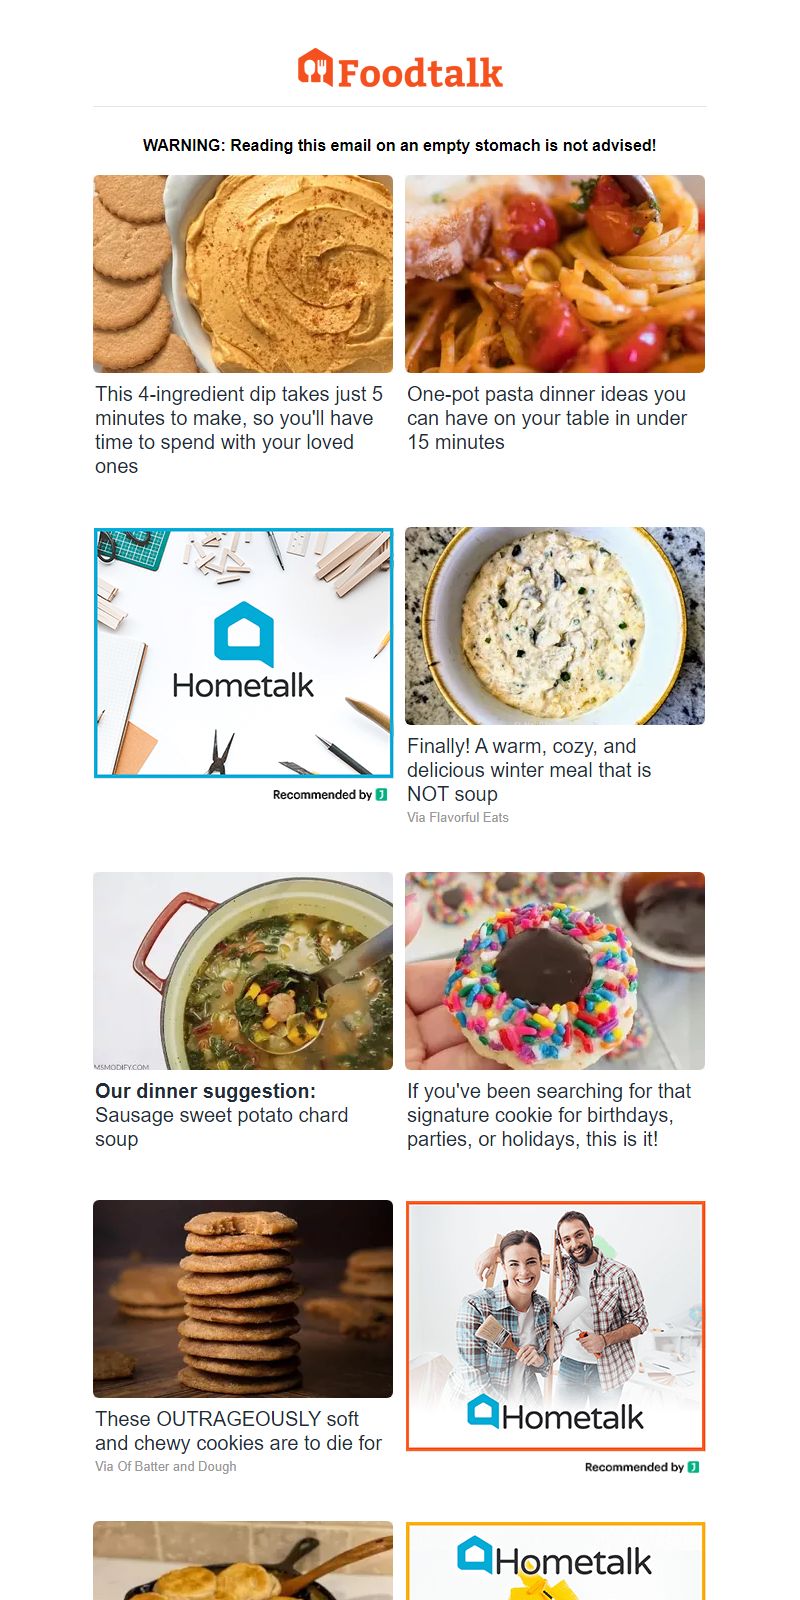 Foodtalk
WARNING: Reading this email on an empty stomach is not advised!
This 4-ingredient dip takes just 5
minutes to make, so you'll have
time to spend with your loved
ones
One-pot pasta dinner ideas you
can have on your table in under
15 minutes
Hometalk
Recommended by
Finally! A warm, cozy, and
delicious winter meal that is
NOT soup
Via Flavorful Eats
MSMODIFY.COM
Our dinner suggestion:
Sausage sweet potato chard
soup
If you've been searching for that
signature cookie for birthdays,
parties, or holidays, this is it!
These OUTRAGEOUSLY soft
and chewy cookies are to die for
Via Of Batter and Dough
Hometalk
Recommended by
Hometalk